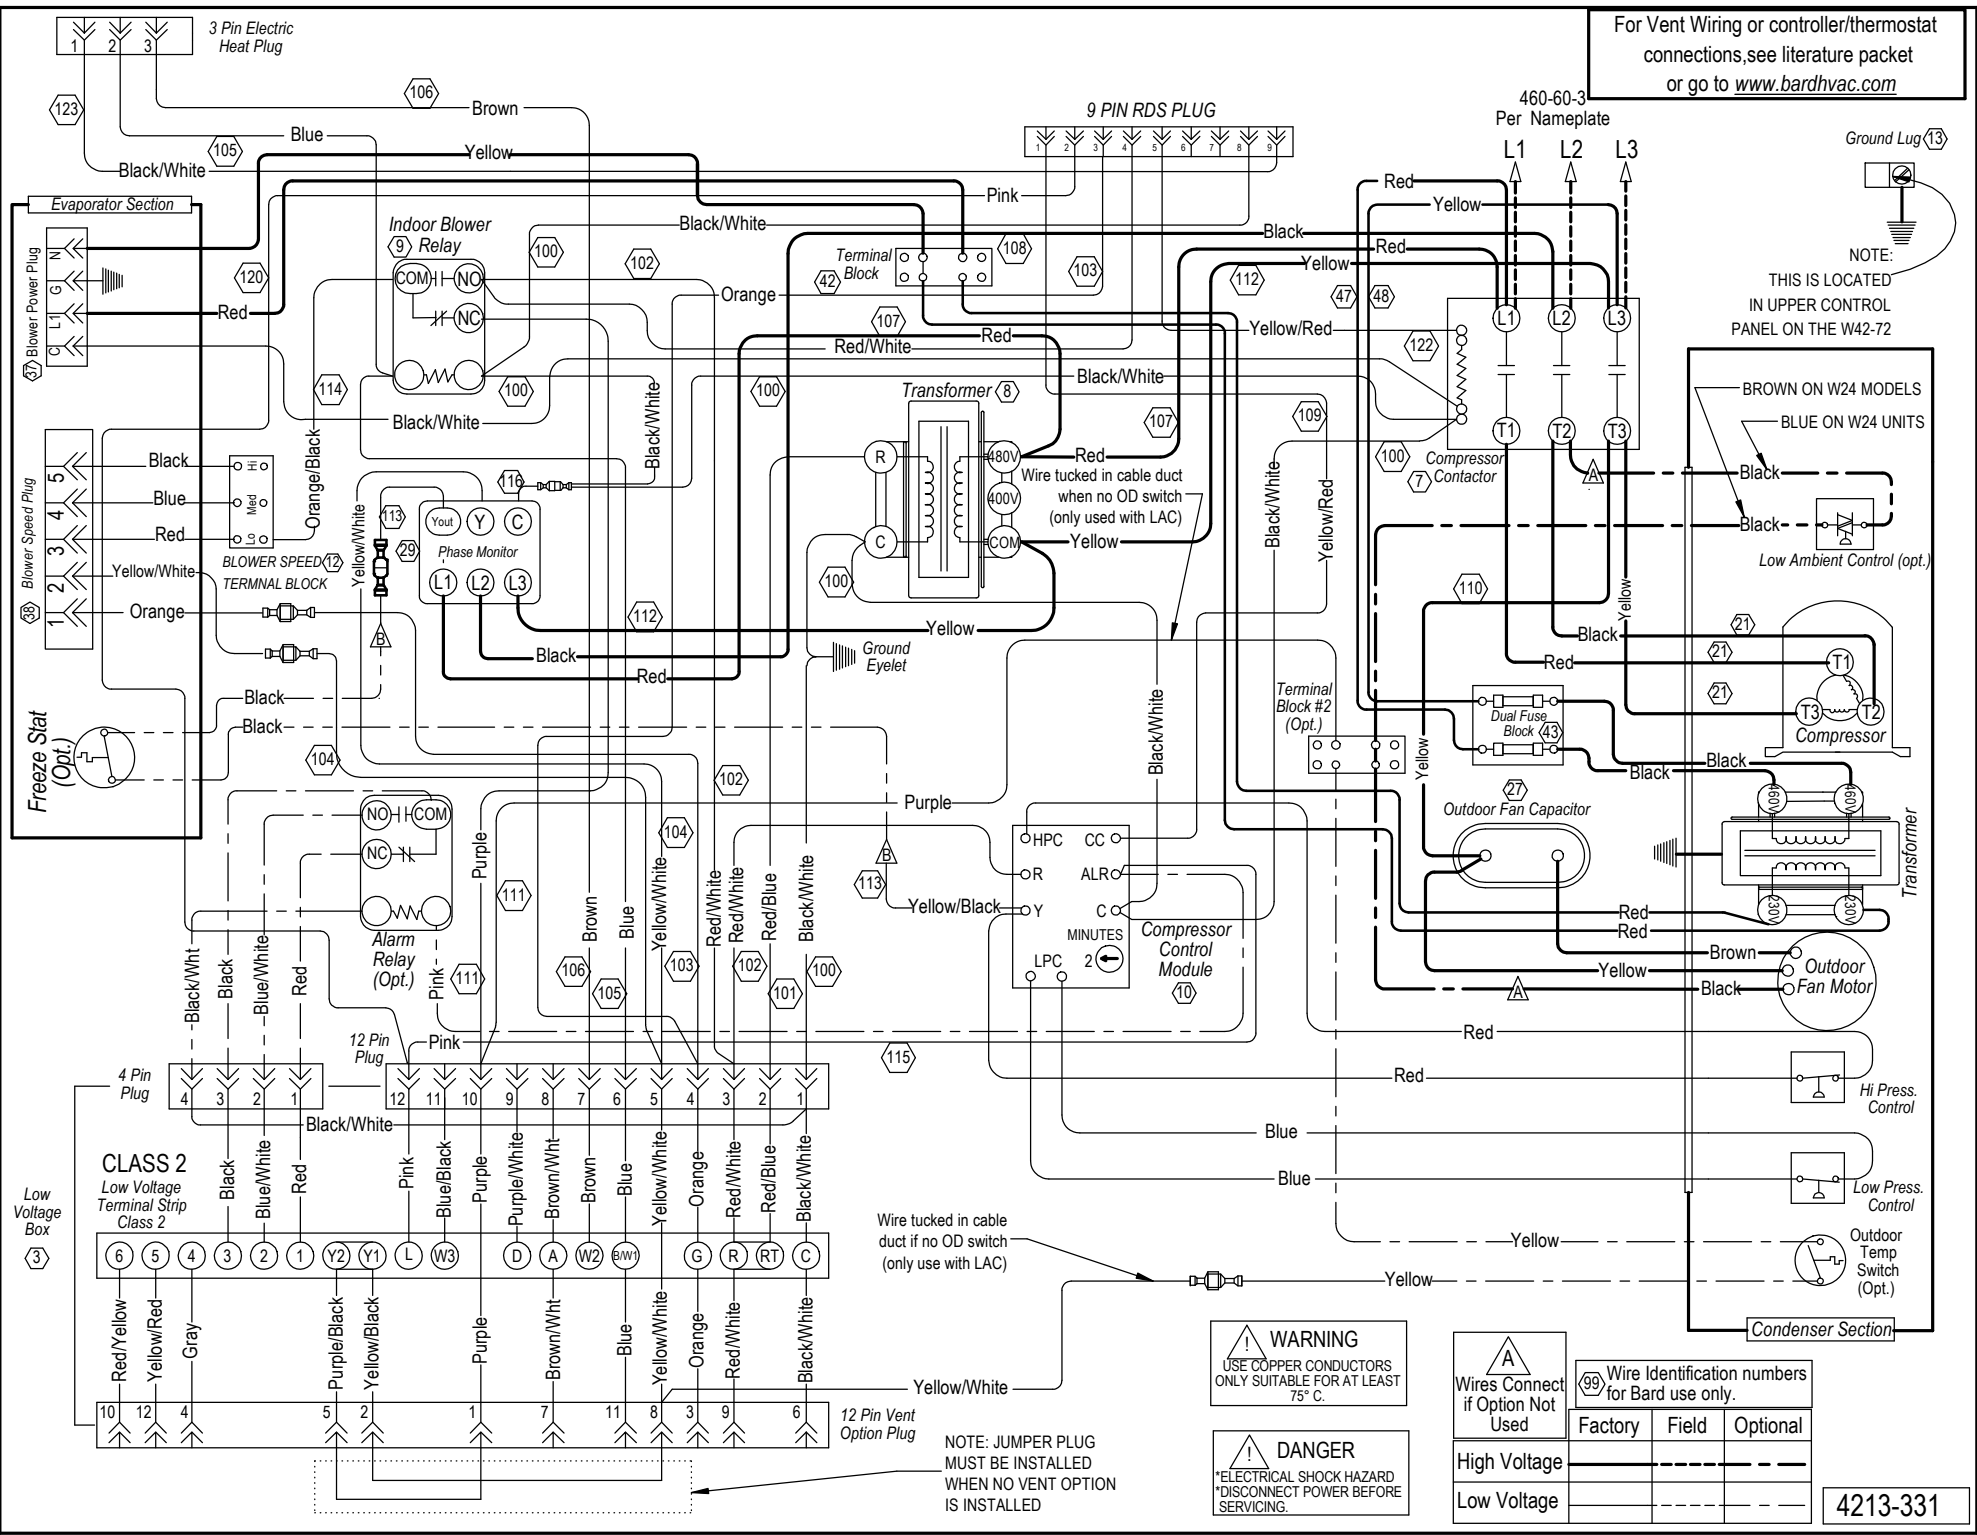 3 Pin Electric
Heat Plug
1 2 3
123
106
Brown
Blue
105
Yellow
Black/White
For Vent Wiring or controller/thermostat
connections,see literature packet
or go to www.bardhvac.com
9 PIN RDS PLUG
1 2 3 4 5 6 7 8 9
460-60-3
Per Nameplate
L1 L2 L3
Ground Lug 13
NOTE:
THIS IS LOCATED
IN UPPER CONTROL
PANEL ON THE W42-72
Evaporator Section
37 Blower Power Plug
N
G
L1
C
120
Red
Indoor Blower
Relay
9
COM NO
NC
100
102
Pink
Black/White
Orange
Terminal
Block
42
108
103
Black
Red
Yellow
112
Red
Yellow
47 48
107
Red
Red/White
Yellow/Red
122
L1 L2 L3
T1 T2 T3
Compressor
Contactor
7
114
100
Black/White
Orange/Black
Black/White
100
Transformer 8
R
C
480V
400V
COM
Black/White
107
Red
109
100
Wire tucked in cable duct
when no OD switch
(only used with LAC)
Yellow
BROWN ON W24 MODELS
BLUE ON W24 UNITS
A
Black
Black
Low Ambient Control (opt.)
38 Blower Speed Plug
5
4
3
2
1
Black
Blue
Red
Yellow/White
Orange
Hi
Med
Lo
BLOWER SPEED 12
TERMNAL BLOCK
Yellow/White
113
116
29
Yout Y C
Phase Monitor
L1 L2 L3
B
112
Yellow
Black
Red
100
Ground
Eyelet
Black/White
Yellow/Red
Black/White
110
Yellow
Black
21
Red
21
21
T1
T3 T2
Compressor
Terminal
Block #2
(Opt.)
Dual Fuse
Block 43
Yellow
Black
Black
Freeze Stat
(Opt.)
Black
Black
104
102
Purple
27
Outdoor Fan Capacitor
460V 460V
230V 230V
Transformer
NO COM
NC
Alarm
Relay
(Opt.)
Purple
111
104
Yellow/White
B
113
Yellow/Black
HPC CC
R ALR
Y C
MINUTES
2
LPC
Compressor
Control
Module
10
Red
Red
Brown
Yellow
A
Black
Outdoor
Fan Motor
Black/Wht
Black
Blue/White
Red
Pink
111
106
Brown
105
Blue
103
Red/White
Red/White
102
Red/Blue
101
Black/White
100
12 Pin
Plug
Pink
115
Red
Red
Hi Press.
Control
Blue
Blue
Low Press.
Control
4 Pin
Plug
4 3 2 1
12 11 10 9 8 7 6 5 4 3 2 1
Black/White
CLASS 2
Low Voltage
Terminal Strip
Class 2
Low
Voltage
Box
3
Black
Blue/White
Red
Pink
Blue/Black
Purple
Purple/White
Brown/Wht
Brown
Blue
Yellow/White
Orange
Red/White
Red/Blue
Black/White
6 5 4 3 2 1 Y2 Y1 L W3 D A W2 B/W1 G R RT C
Wire tucked in cable
duct if no OD switch
(only use with LAC)
Yellow
Yellow
Outdoor
Temp
Switch
(Opt.)
Condenser Section
Red/Yellow
Yellow/Red
Gray
Purple/Black
Yellow/Black
Purple
Brown/Wht
Blue
Yellow/White
Orange
Red/White
Black/White
Yellow/White
10 12 4 5 2 1 7 11 8 3 9 6
12 Pin Vent
Option Plug
NOTE: JUMPER PLUG
MUST BE INSTALLED
WHEN NO VENT OPTION
IS INSTALLED
! WARNING
USE COPPER CONDUCTORS
ONLY SUITABLE FOR AT LEAST
75° C.
! DANGER
*ELECTRICAL SHOCK HAZARD
*DISCONNECT POWER BEFORE
SERVICING.
A
Wires Connect
if Option Not
Used
99 Wire Identification numbers
for Bard use only.
Factory Field Optional
High Voltage
Low Voltage
4213-331